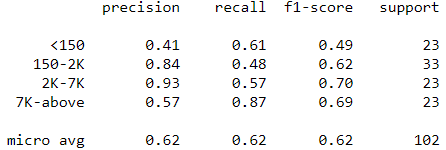 precision recall f1-score support
<150 0.41 0.61 0.49 23
150-2K 0.84 0.48 0.62 33
2K-7K 0.93 0.57 0.70 23
7K-above 0.57 0.87 0.69 23
micro avg 0.62 0.62 0.62 102